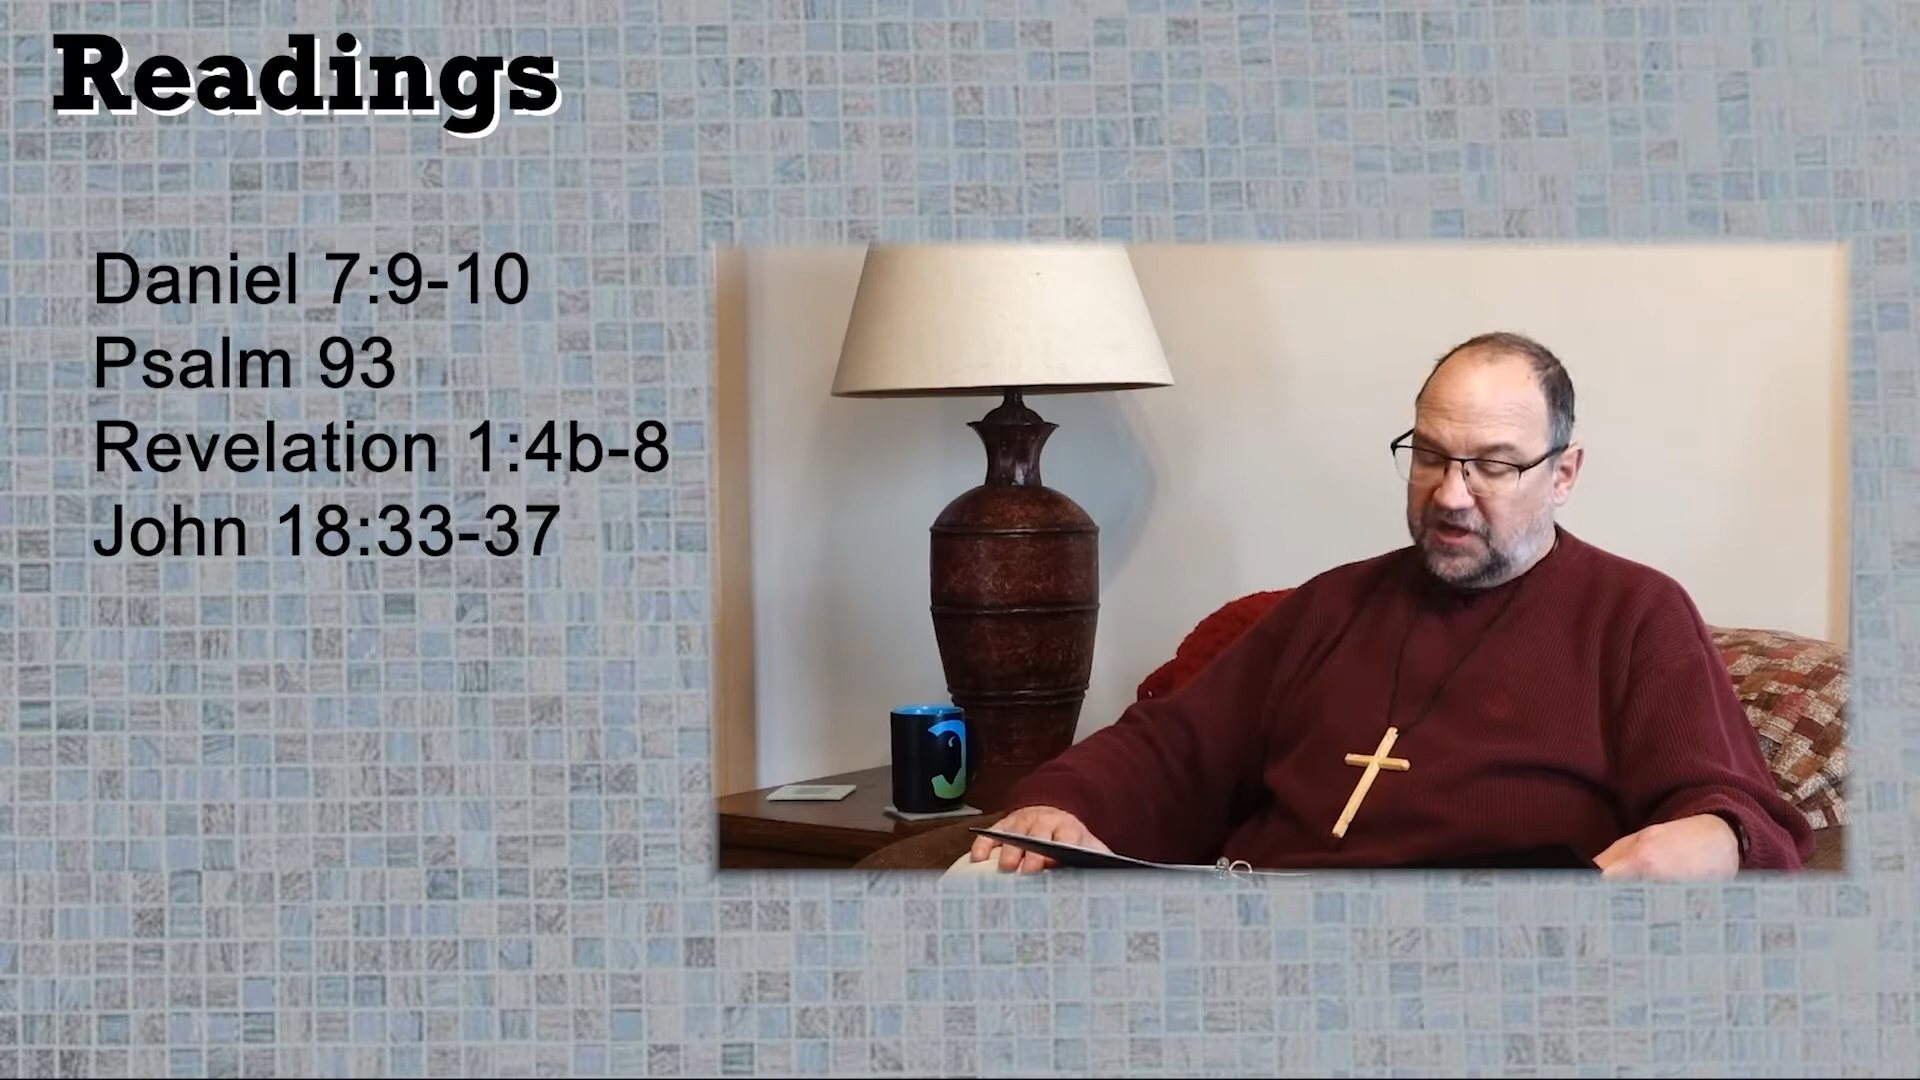 Readings
Daniel 7:9-10
Psalm 93
Revelation 1:4b-8
John 18:33-37